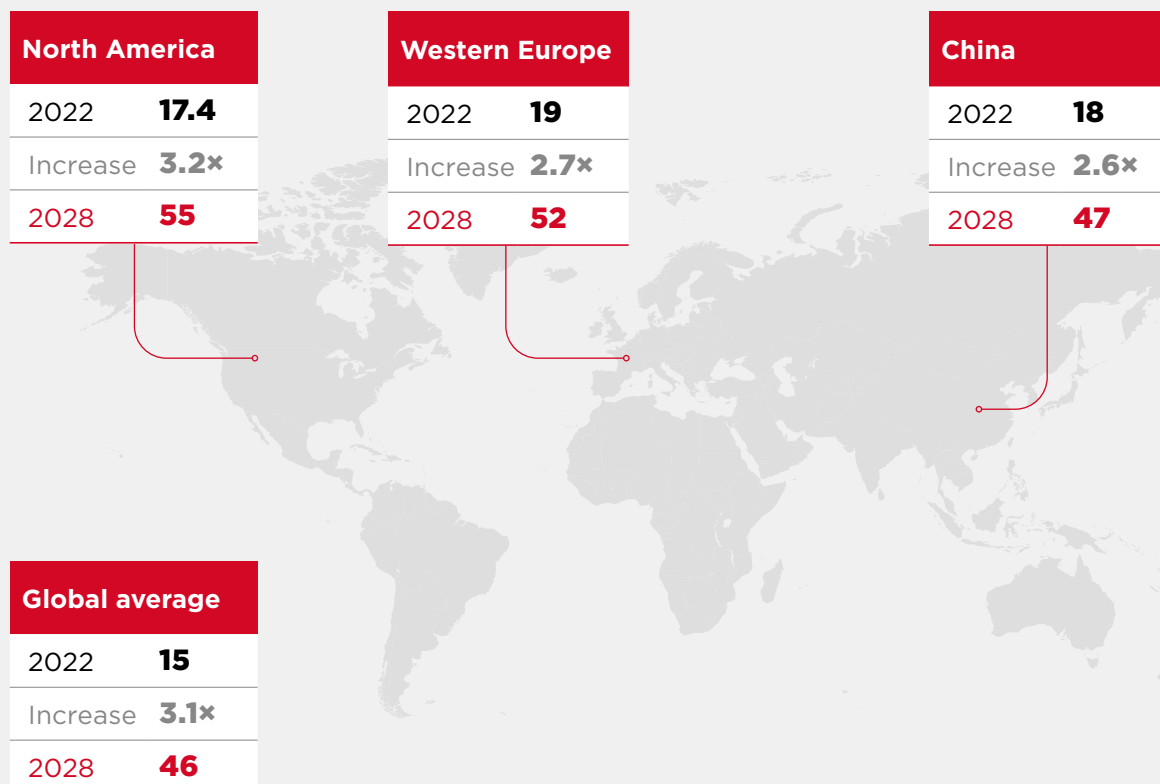 North America
2022 17.4
Increase 3.2×
2028 55
Western Europe
2022 19
Increase 2.7×
2028 52
China
2022 18
Increase 2.6×
2028 47
Global average
2022 15
Increase 3.1×
2028 46